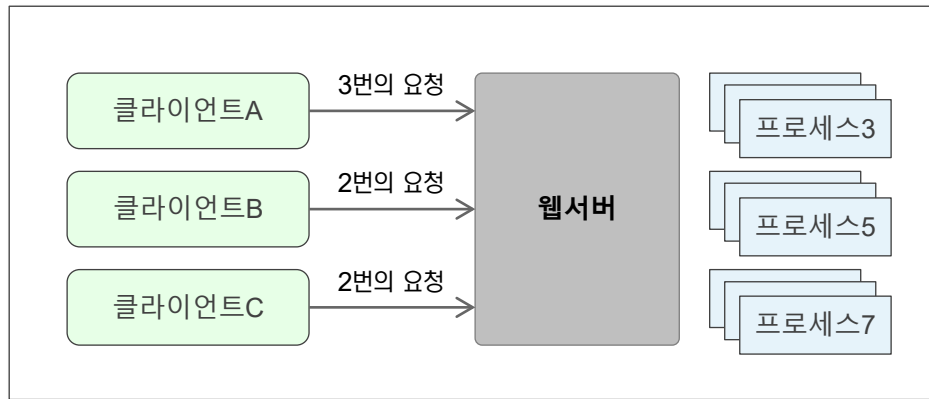 클라이언트A
3번의 요청
프로세스3
클라이언트B
2번의 요청
웹서버
프로세스5
클라이언트C
2번의 요청
프로세스7